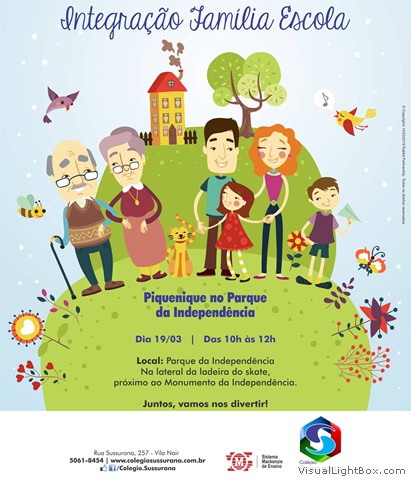 Integração Família Escola
Piquenique no Parque
da Independência
Dia 19/03 | Das 10h às 12h
Local: Parque da Independência
Na lateral da ladeira do skate,
próximo ao Monumento da Independência.
Juntos, vamos nos divertir!
Rua Sussurana, 257 - Vila Nair
5061-8454 | www.colegiosussurana.com.br
/Colegio.Sussurana
Sistema
Mackenzie
de Ensino
Colégio
VisualLightBox.com